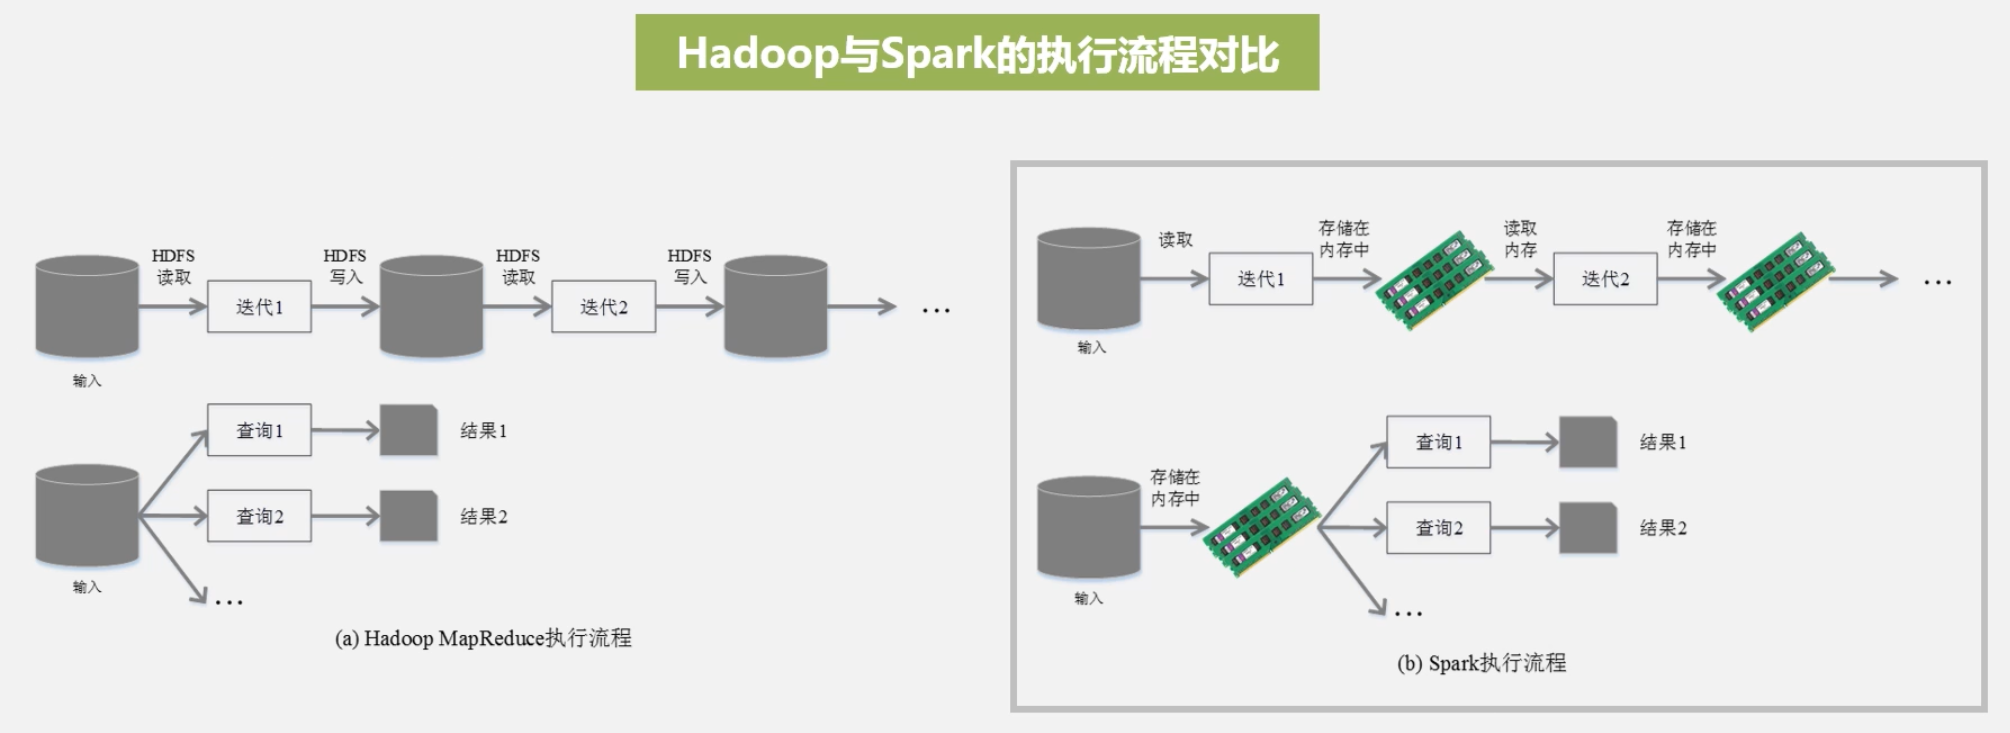 Hadoop与Spark的执行流程对比
HDFS
读取
HDFS
写入
HDFS
读取
HDFS
写入
迭代1
迭代2
...
输入
查询1
结果1
查询2
结果2
输入
...
(a) Hadoop MapReduce执行流程
读取
存储在
内存中
读取
内存
存储在
内存中
迭代1
迭代2
...
输入
存储在
内存中
查询1
结果1
查询2
结果2
输入
...
(b) Spark执行流程